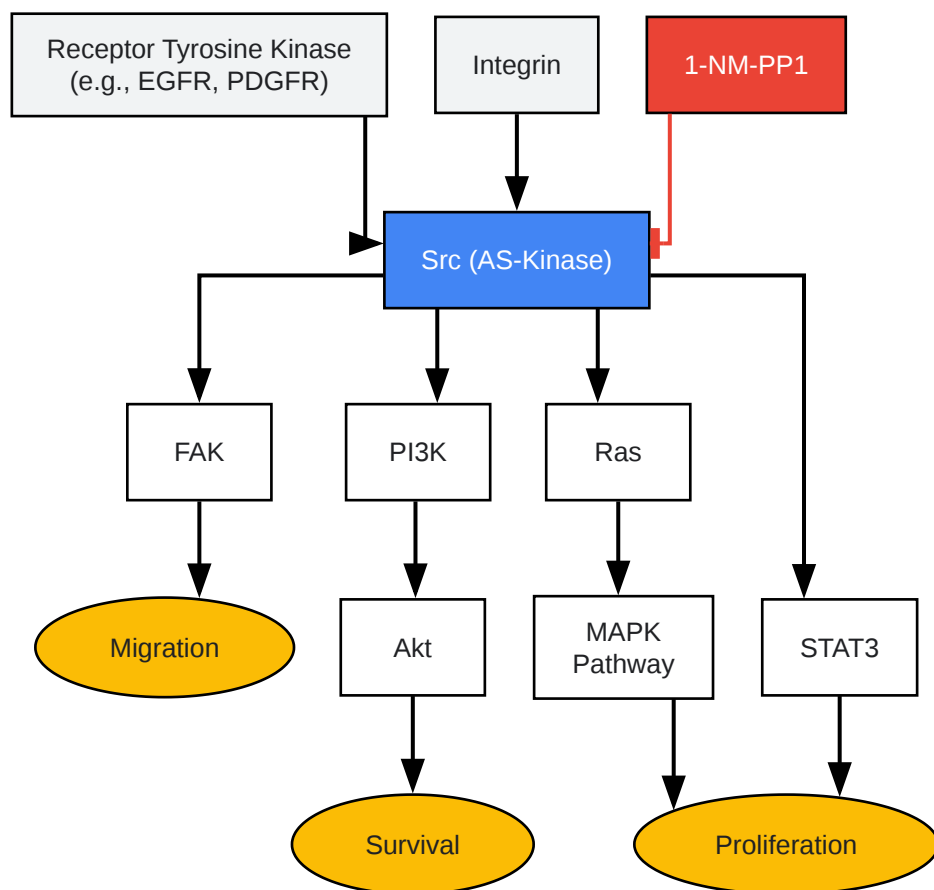 Receptor Tyrosine Kinase
(e.g., EGFR, PDGFR)
Integrin
1-NM-PP1
Src (AS-Kinase)
FAK
PI3K
Ras
Migration
Akt
MAPK
Pathway
STAT3
Survival
Proliferation